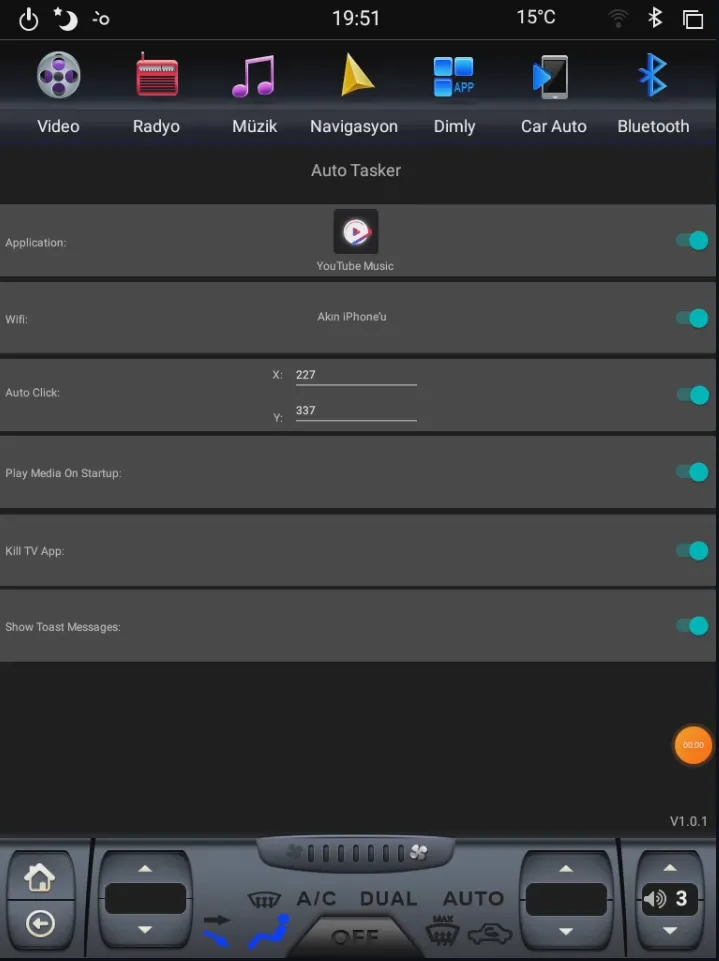 19:51
15°C
APP
Video
Radyo
Müzik
Navigasyon
Dimly
Car Auto
Bluetooth
Auto Tasker
Application:
YouTube Music
Wifi:
Akın iPhone'u
Auto Click:
X:
227
Y:
337
Play Media On Startup:
Kill TV App:
Show Toast Messages:
00:00
V1.0.1
A/C
DUAL
AUTO
OFF
MAX
3